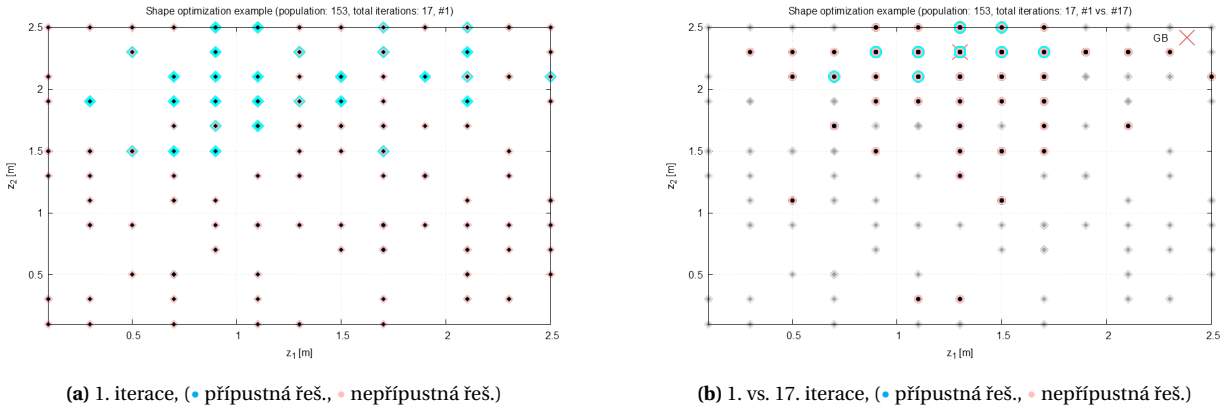 Shape optimization example (population: 153, total iterations: 17, #1)
2.5
2
1.5
1
0.5
z2 [m]
0.5
1
1.5
2
2.5
z1 [m]
(a) 1. iterace, (• přípustná řeš., • nepřípustná řeš.)
Shape optimization example (population: 153, total iterations: 17, #1 vs. #17)
GB
2.5
2
1.5
1
0.5
z2 [m]
0.5
1
1.5
2
2.5
z1 [m]
(b) 1. vs. 17. iterace, (• přípustná řeš., • nepřípustná řeš.)